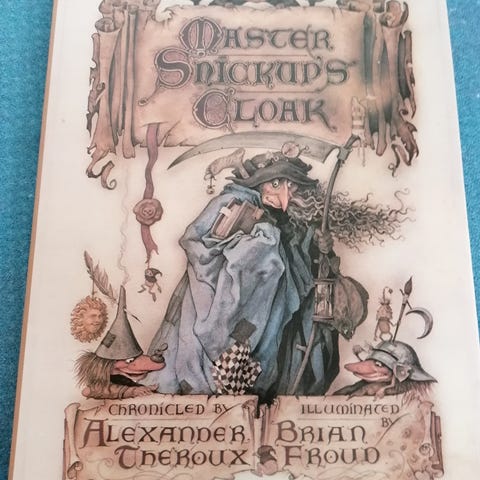 MASTER
SNICKUP'S
CLOAK
CHRONICLED BY
ALEXANDER
THEROUX
ILLUMINATED
BY
BRIAN
FROUD